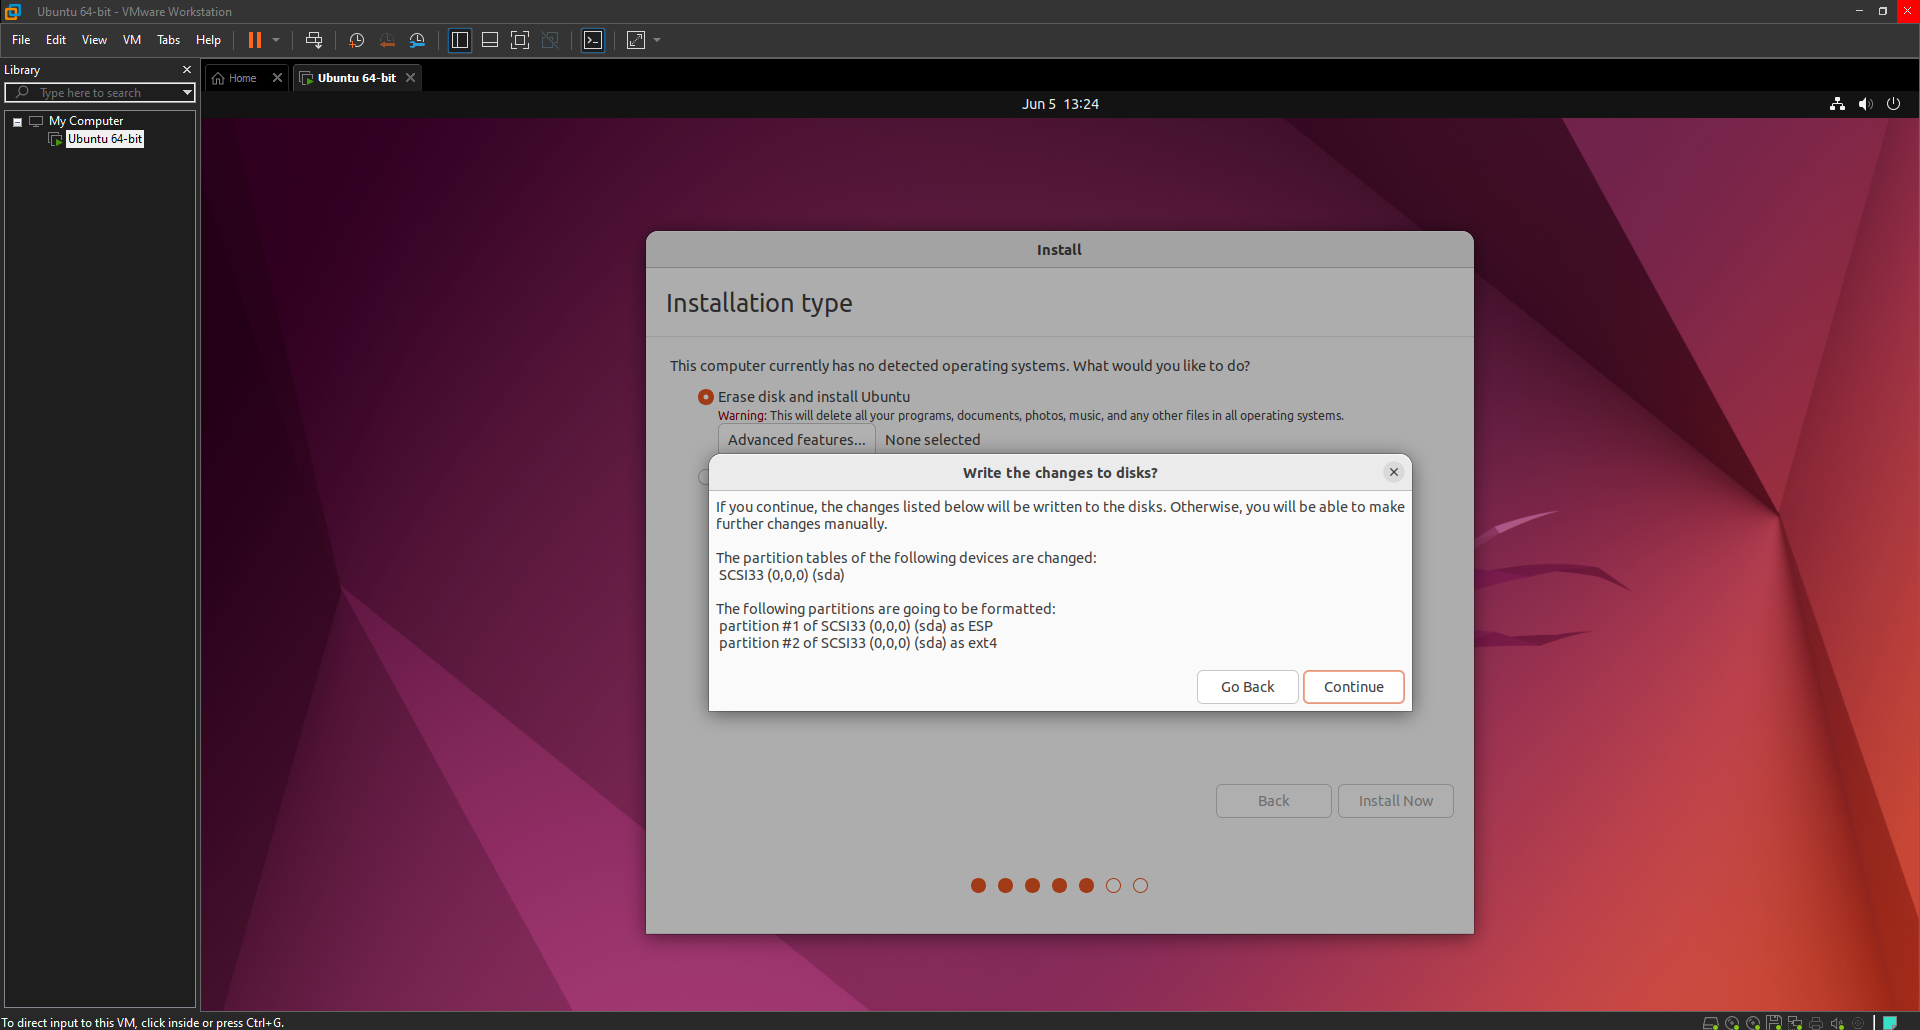 Ubuntu 64-bit - VMware Workstation
File Edit View VM Tabs Help
Library
Type here to search
My Computer
Ubuntu 64-bit
Home
Ubuntu 64-bit
Jun 5 13:24
Install
Installation type
This computer currently has no detected operating systems. What would you like to do?
Erase disk and install Ubuntu
Warning: This will delete all your programs, documents, photos, music, and any other files in all operating systems.
Advanced features... None selected
Write the changes to disks?
If you continue, the changes listed below will be written to the disks. Otherwise, you will be able to make
further changes manually.
The partition tables of the following devices are changed:
SCSI33 (0,0,0) (sda)
The following partitions are going to be formatted:
partition #1 of SCSI33 (0,0,0) (sda) as ESP
partition #2 of SCSI33 (0,0,0) (sda) as ext4
Go Back Continue
Back Install Now
To direct input to this VM, click inside or press Ctrl+G.